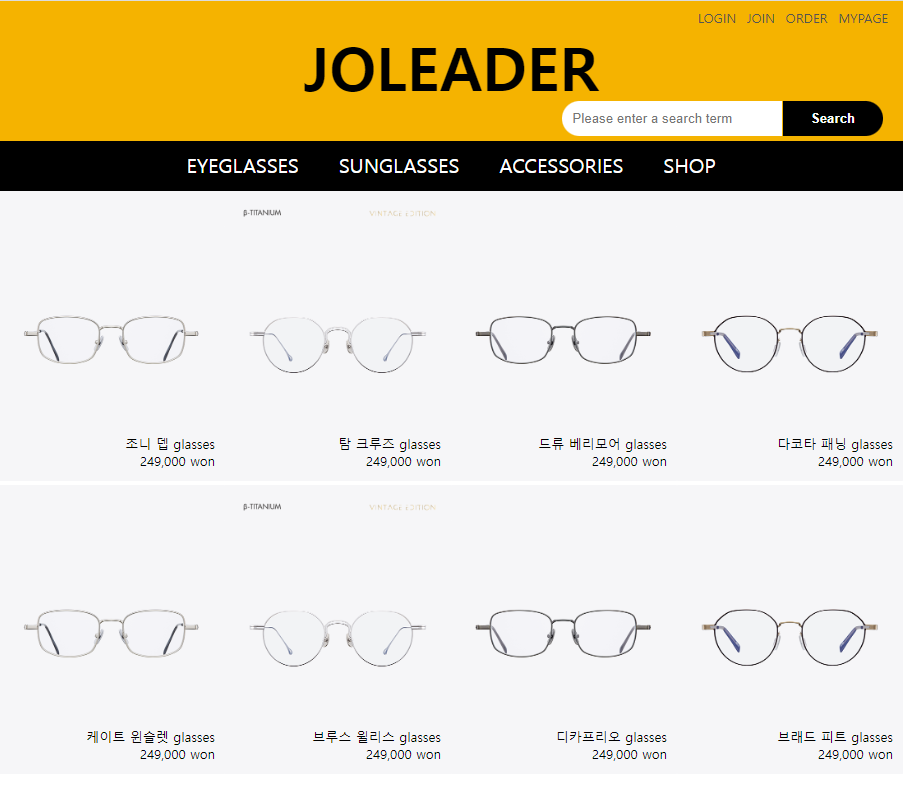 LOGIN JOIN ORDER MYPAGE
JOLEADER
Please enter a search term Search
EYEGLASSES SUNGLASSES ACCESSORIES SHOP
β-TITANIUM VINTAGE EDITION
조니 뎁 glasses
249,000 won
탐 크루즈 glasses
249,000 won
드류 베리모어 glasses
249,000 won
다코타 패닝 glasses
249,000 won
β-TITANIUM VINTAGE EDITION
케이트 윈슬렛 glasses
249,000 won
브루스 윌리스 glasses
249,000 won
디카프리오 glasses
249,000 won
브래드 피트 glasses
249,000 won